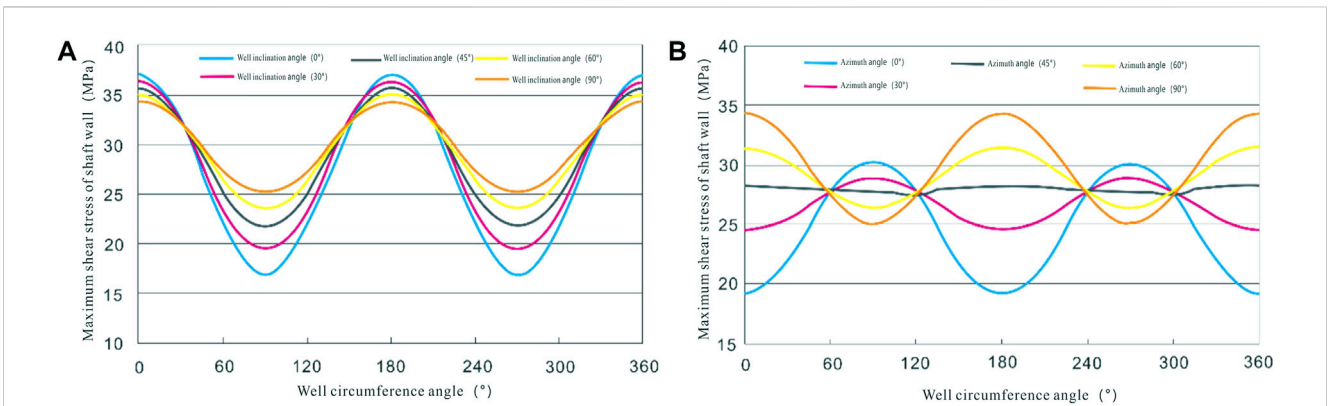 A
Maximum shear stress of shaft wall (MPa)
40
35
30
25
20
15
10
Well inclination angle (0°)
Well inclination angle (45°)
Well inclination angle (60°)
Well inclination angle (30°)
Well inclination angle (90°)
0
60
120
180
240
300
360
Well circumference angle (°)
B
Maximum shear stress of shaft wall (MPa)
40
35
30
25
20
15
Azimuth angle (0°)
Azimuth angle (45°)
Azimuth angle (60°)
Azimuth angle (30°)
Azimuth angle (90°)
0
60
120
180
240
300
360
Well circumference angle (°)